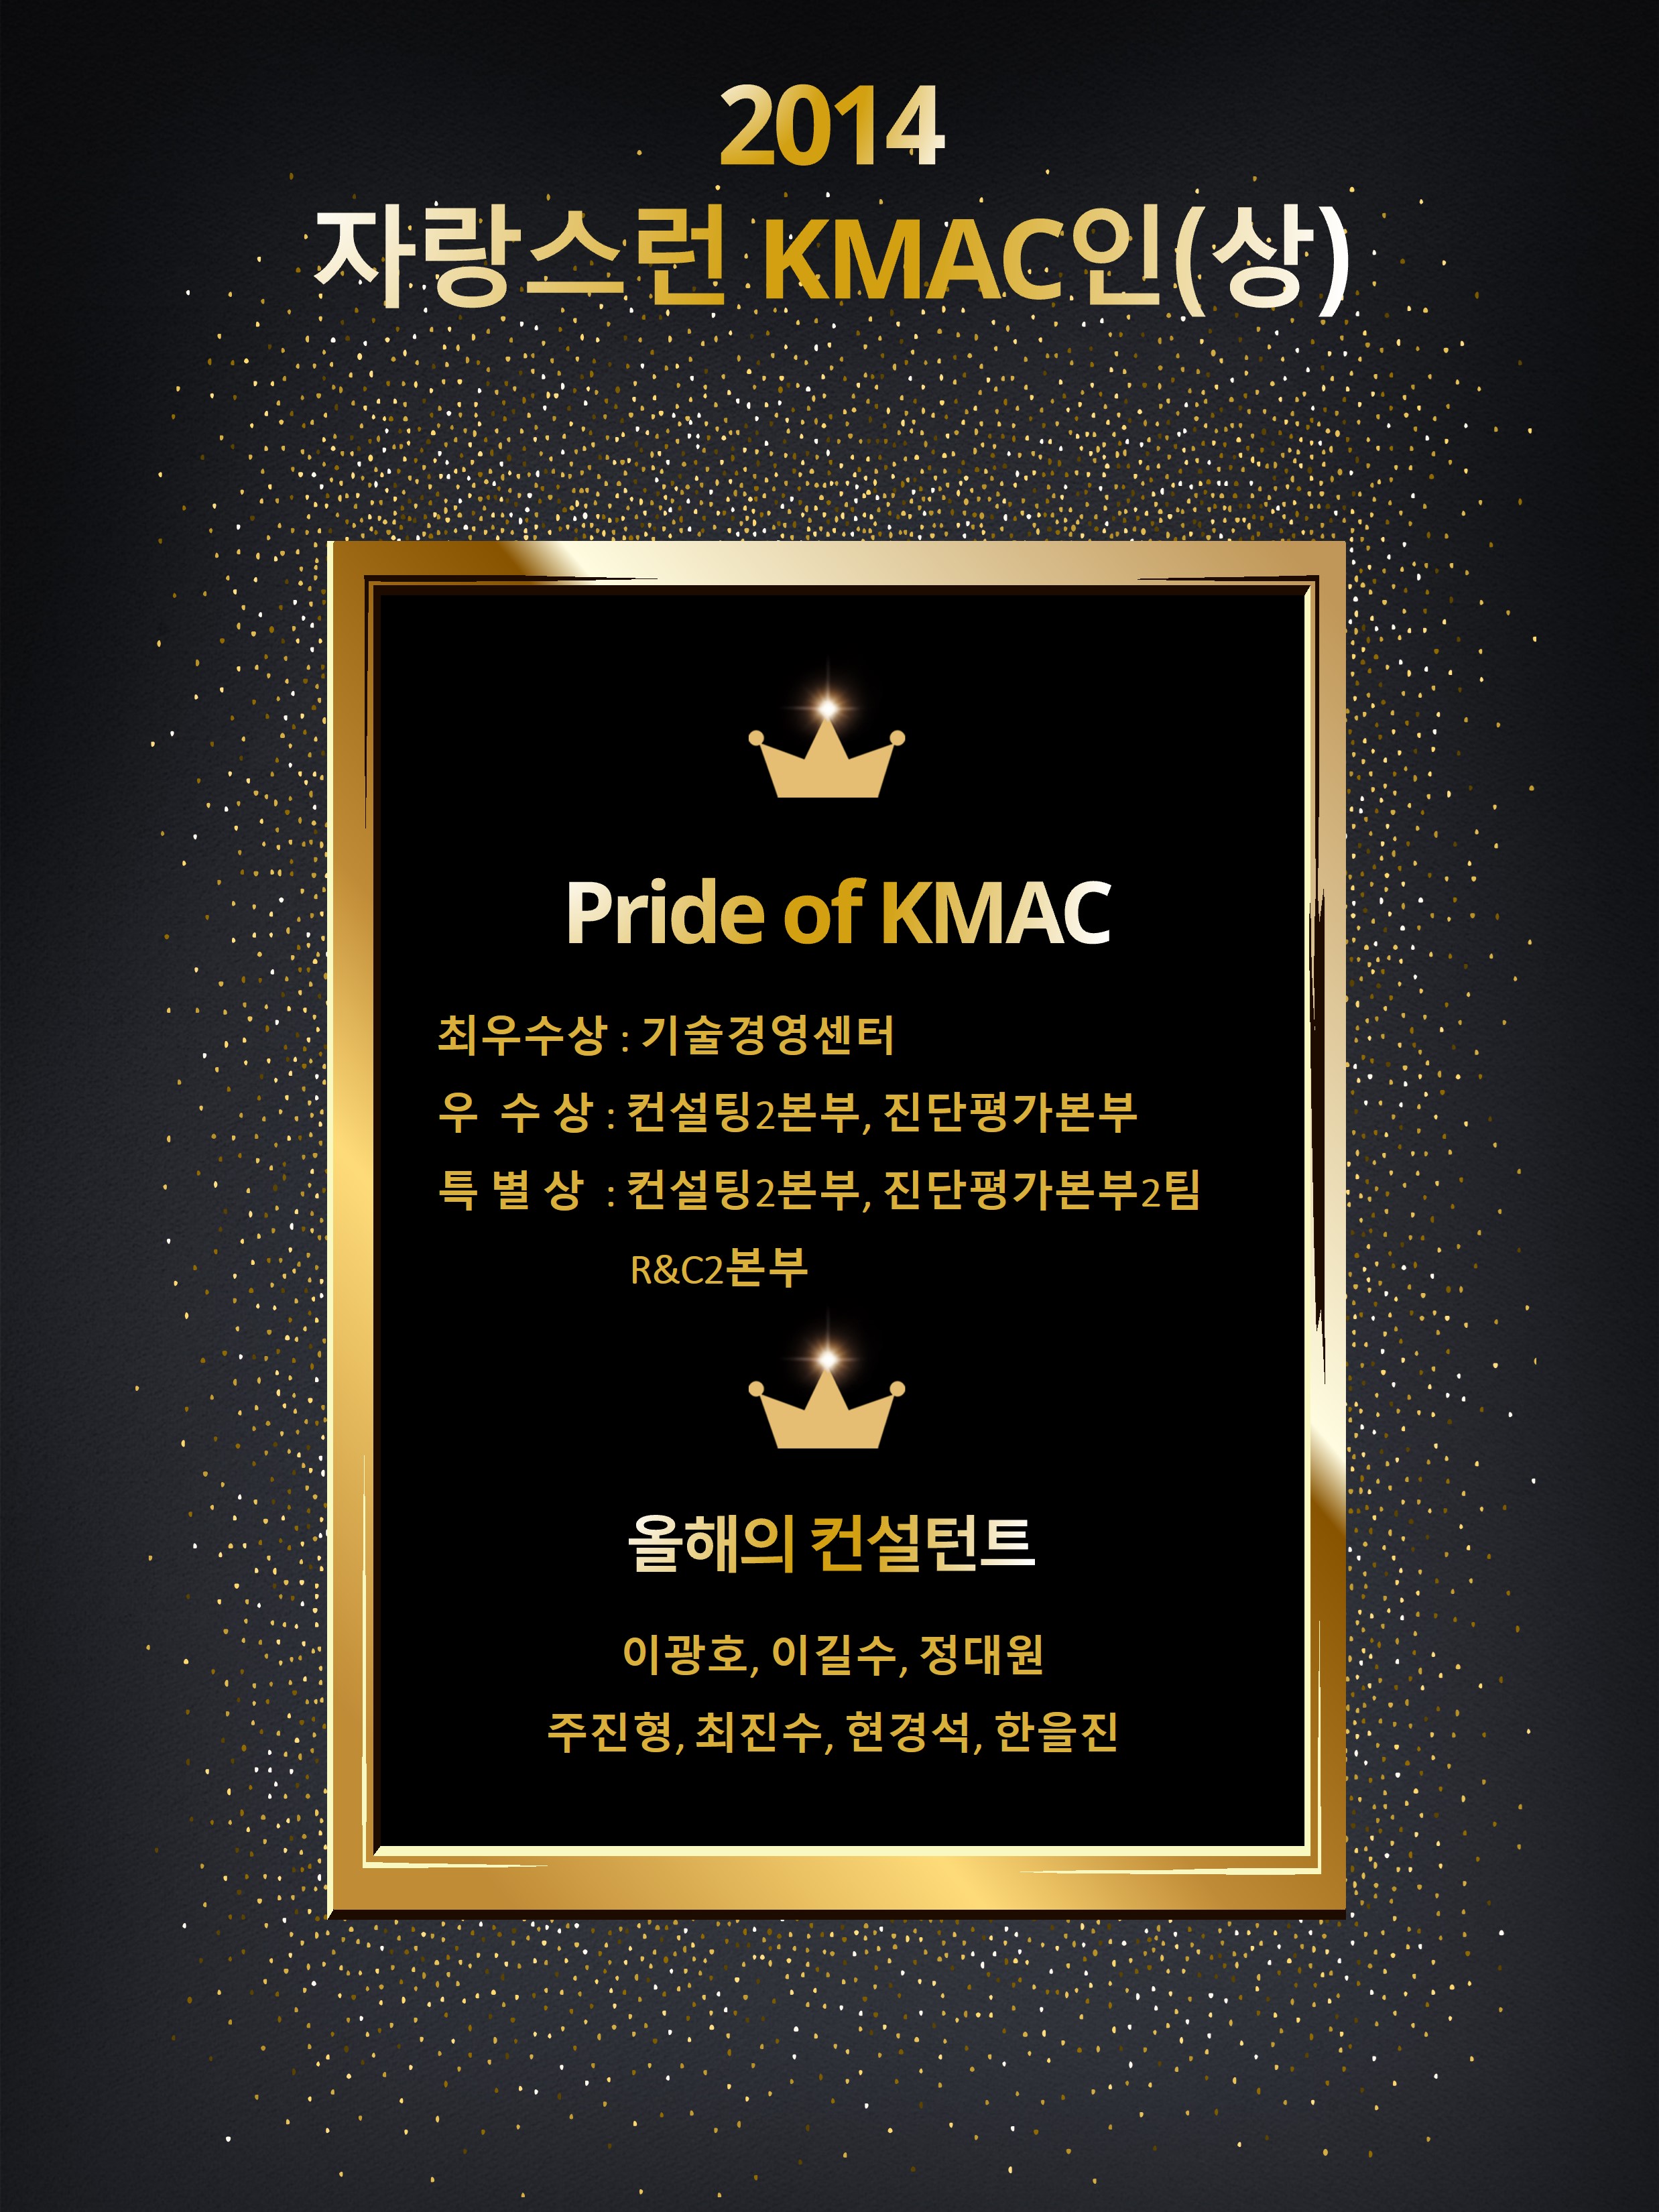 2014
자랑스런 KMAC인(상)
Pride of KMAC
최우수상 : 기술경영센터
우 수 상 : 컨설팅2본부, 진단평가본부
특 별 상 : 컨설팅2본부, 진단평가본부2팀
R&C2본부
올해의 컨설턴트
이광호, 이길수, 정대원
주진형, 최진수, 현경석, 한을진